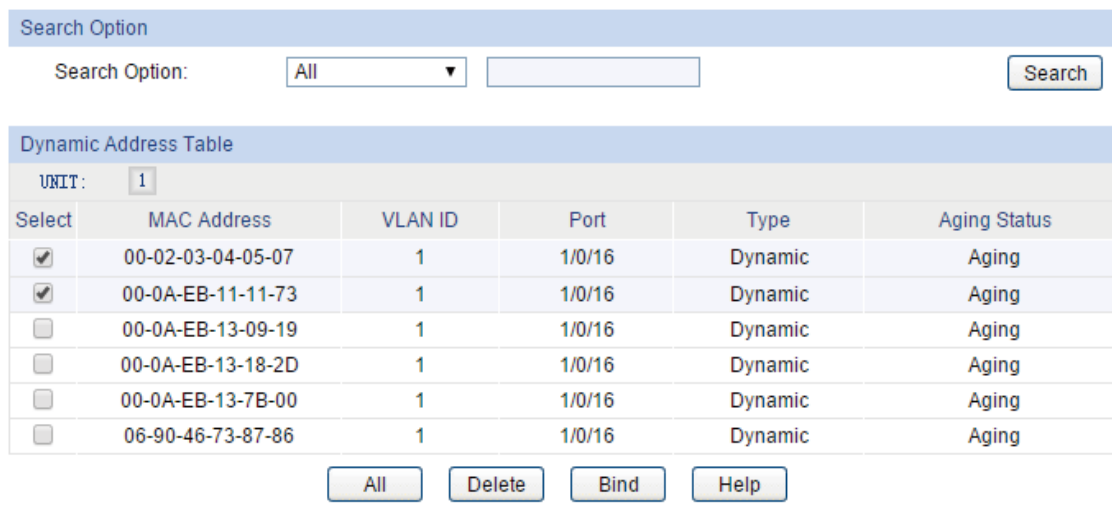 Search Option
Search Option: All Search
Dynamic Address Table
UNIT: 1
Select MAC Address VLAN ID Port Type Aging Status
00-02-03-04-05-07 1 1/0/16 Dynamic Aging
00-0A-EB-11-11-73 1 1/0/16 Dynamic Aging
00-0A-EB-13-09-19 1 1/0/16 Dynamic Aging
00-0A-EB-13-18-2D 1 1/0/16 Dynamic Aging
00-0A-EB-13-7B-00 1 1/0/16 Dynamic Aging
06-90-46-73-87-86 1 1/0/16 Dynamic Aging
All Delete Bind Help